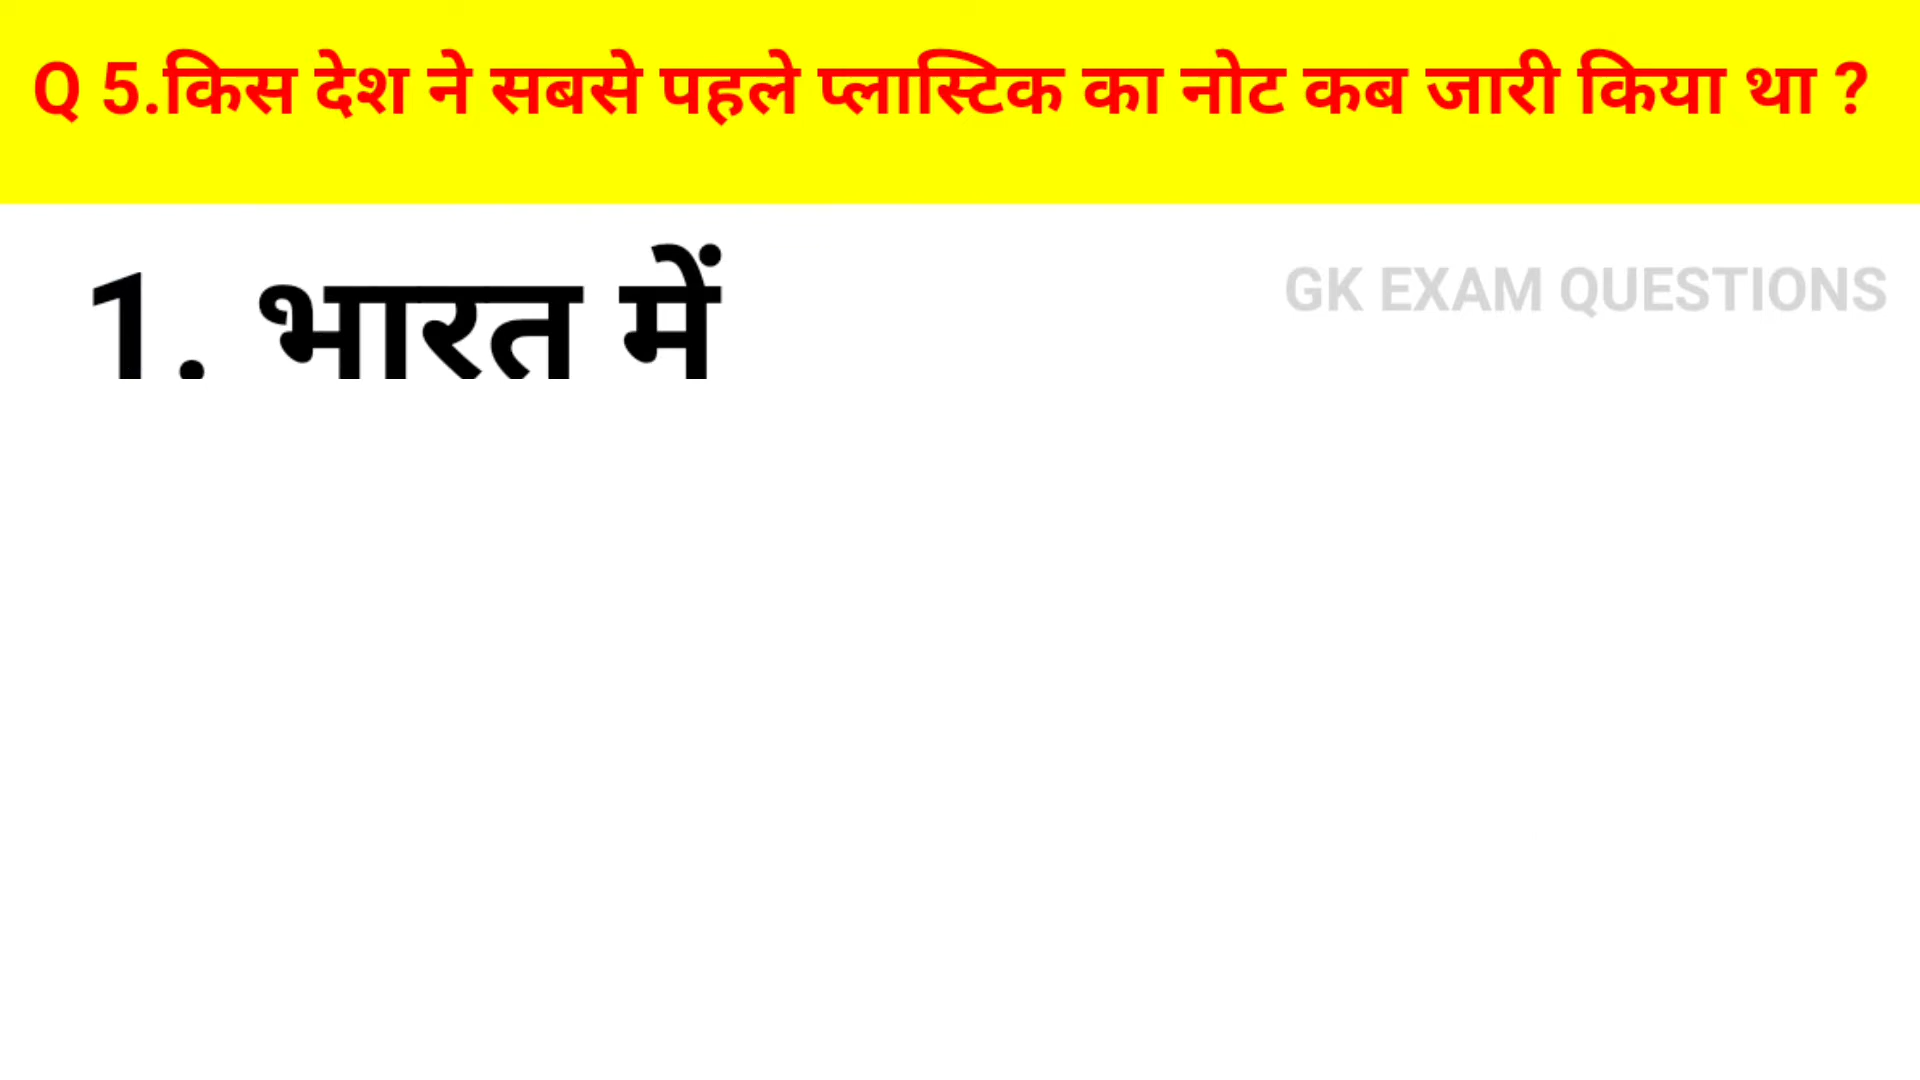 Q 5.किस देश ने सबसे पहले प्लास्टिक का नोट कब जारी किया था ?
1. भारत में
GK EXAM QUESTIONS